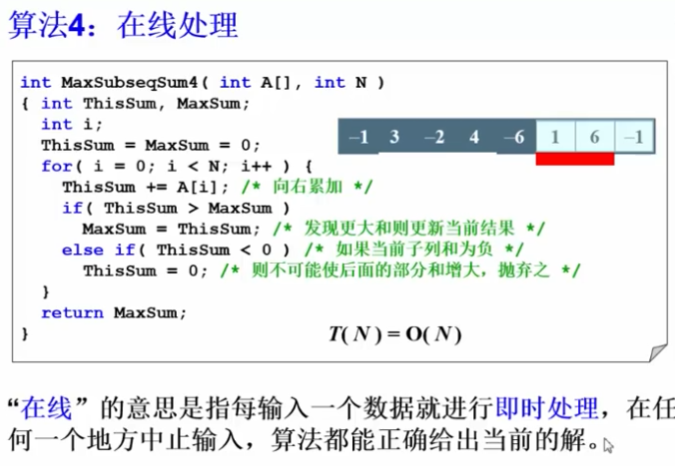 算法4：在线处理
int MaxSubseqSum4( int A[], int N )
{ int ThisSum, MaxSum;
int i;
ThisSum = MaxSum = 0;
–1 3 –2 4 –6 1 6 –1
for( i = 0; i < N; i++ ) {
ThisSum += A[i]; /* 向右累加 */
if( ThisSum > MaxSum )
MaxSum = ThisSum; /* 发现更大和则更新当前结果 */
else if( ThisSum < 0 ) /* 如果当前子列和为负 */
ThisSum = 0; /* 则不可能使后面的部分和增大，抛弃之 */
}
return MaxSum;
}
T( N ) = O( N )
“在线”的意思是指每输入一个数据就进行即时处理，在任
何一个地方中止输入，算法都能正确给出当前的解。